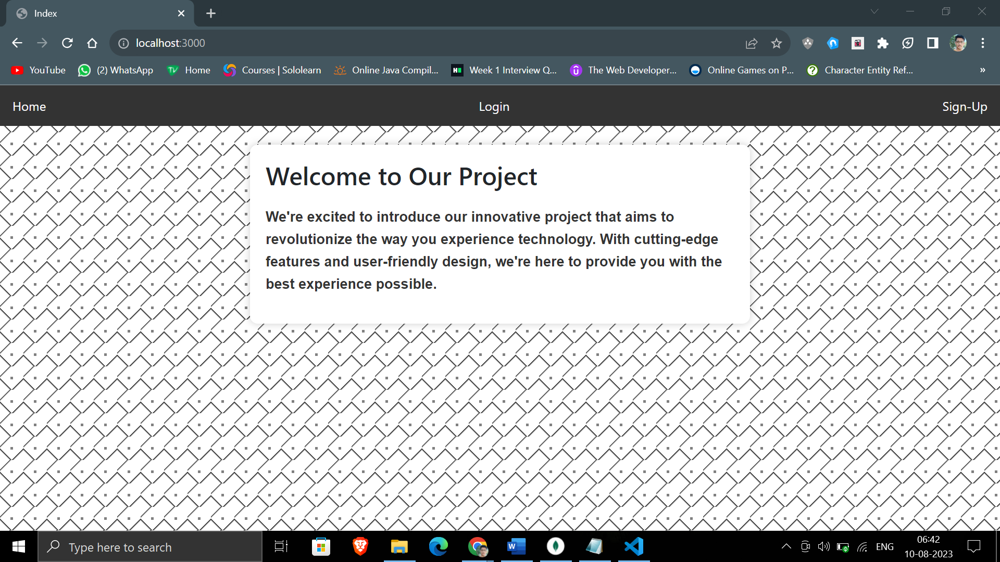 Index
localhost:3000
YouTube
(2) WhatsApp
Home
Courses | Sololearn
Online Java Compil...
Week 1 Interview Q...
The Web Developer...
Online Games on P...
Character Entity Ref...
»
Home
Login
Sign-Up
Welcome to Our Project
We're excited to introduce our innovative project that aims to
revolutionize the way you experience technology. With cutting-edge
features and user-friendly design, we're here to provide you with the
best experience possible.
Type here to search
ENG
06:42
10-08-2023